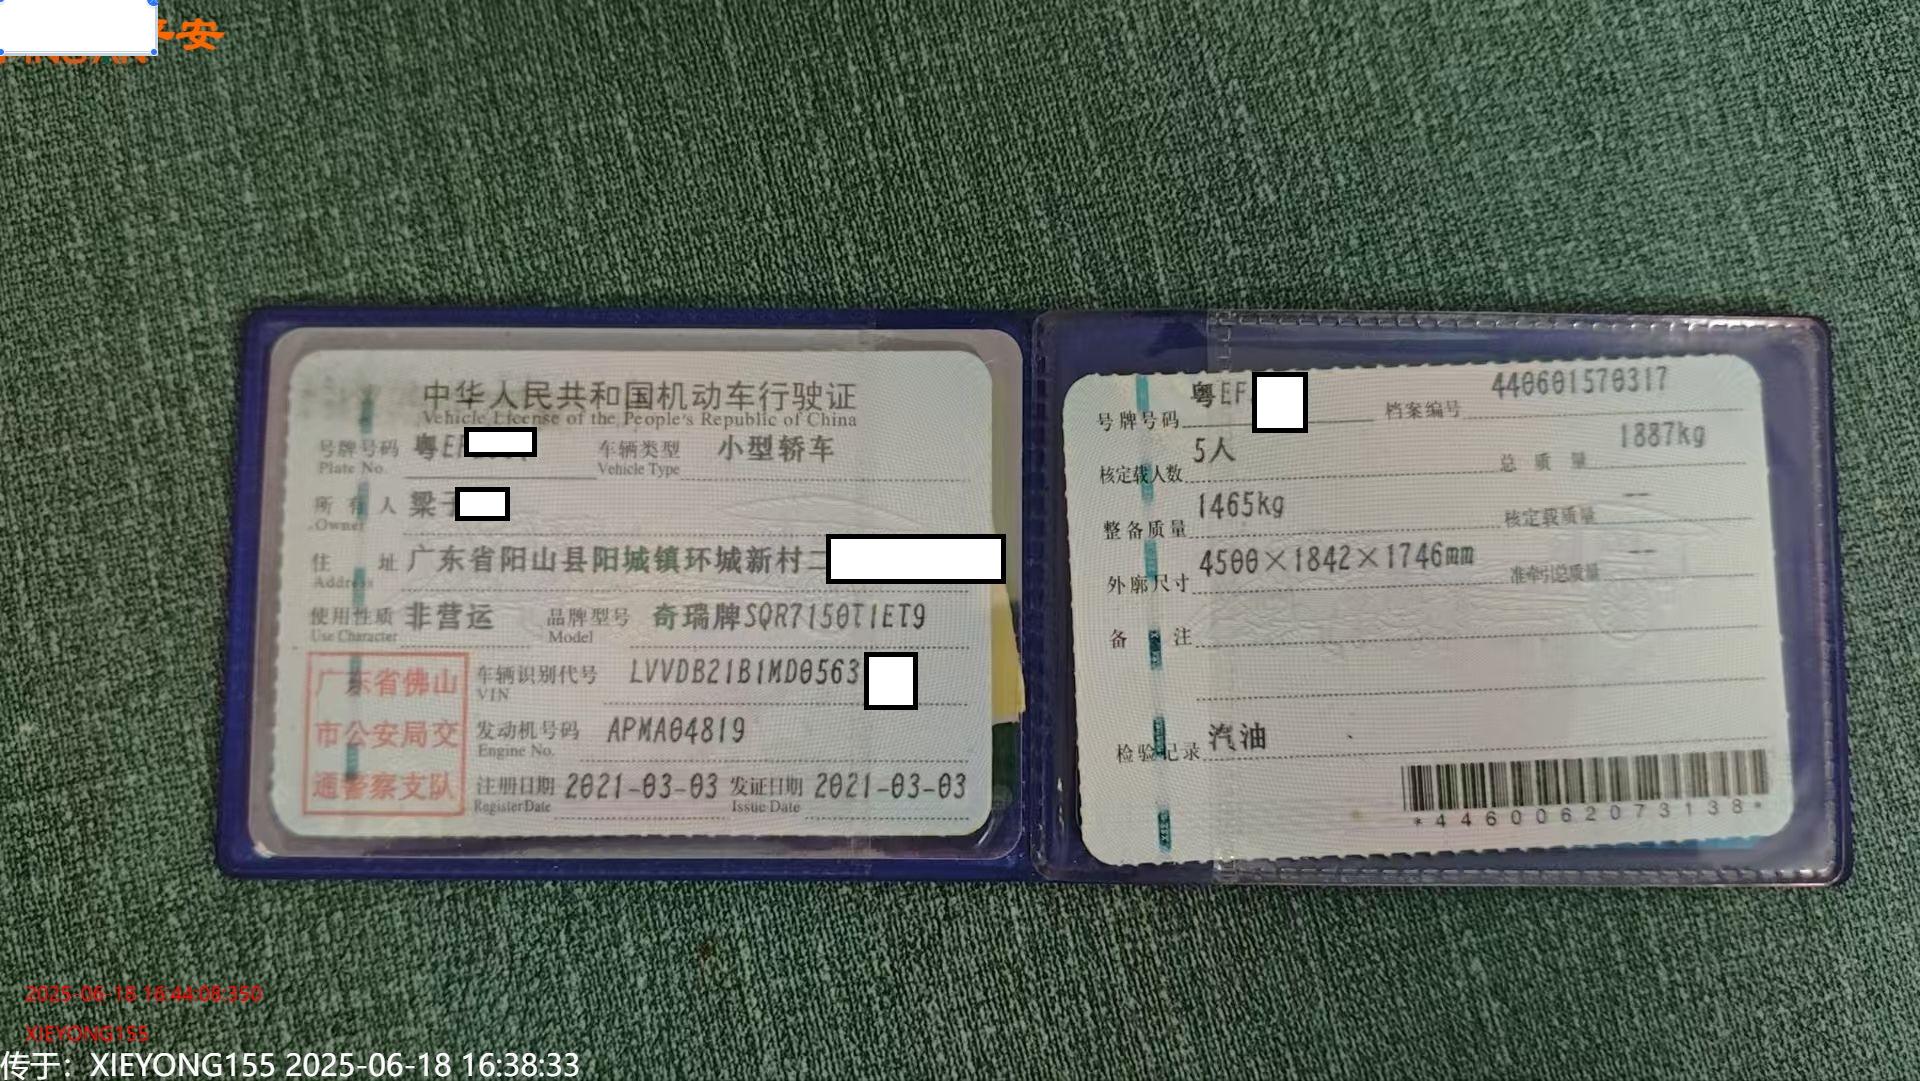 平安
中华人民共和国机动车行驶证
Vehicle License of the People's Republic of China
号牌号码 粤EF 车辆类型 小型轿车
Plate No. Vehicle Type
所有人 梁子
Owner
住址 广东省阳山县阳城镇环城新村二
Address
使用性质 非营运 品牌型号 奇瑞牌SQR7150T1ET9
Use Character Model
广东省佛山
市公安局交
通警察支队
车辆识别代号 LVVDB21B1MD0563
VIN
发动机号码 APMA04819
Engine No.
注册日期 2021-03-03 发证日期 2021-03-03
Register Date Issue Date
号牌号码 粤EF 档案编号 440601570317
核定载人数 5人 总质量 1887kg
整备质量 1465kg 核定载质量 --
外廓尺寸 4500×1842×1746mm 准牵引总质量 --
备注
检验记录 汽油
*4460062073138*
2025-06-18 16:44:08:350
XIEYONG155
传于：XIEYONG155 2025-06-18 16:38:33